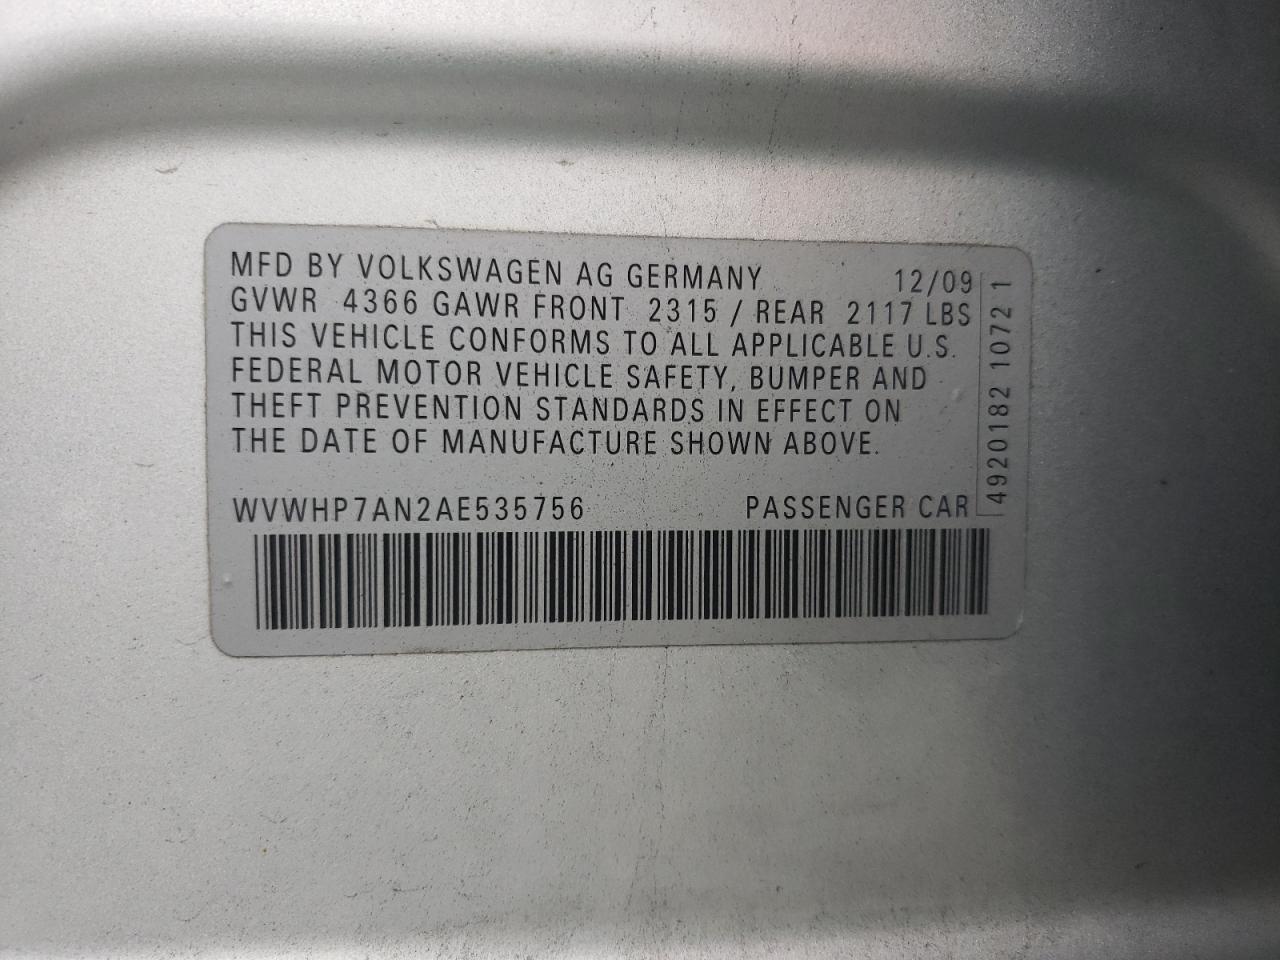 MFD BY VOLKSWAGEN AG GERMANY 12/09
GVWR 4366 GAWR FRONT 2315 / REAR 2117 LBS
THIS VEHICLE CONFORMS TO ALL APPLICABLE U.S.
FEDERAL MOTOR VEHICLE SAFETY, BUMPER AND
THEFT PREVENTION STANDARDS IN EFFECT ON
THE DATE OF MANUFACTURE SHOWN ABOVE.
WVWHP7AN2AE535756 PASSENGER CAR
4920182 1072 1